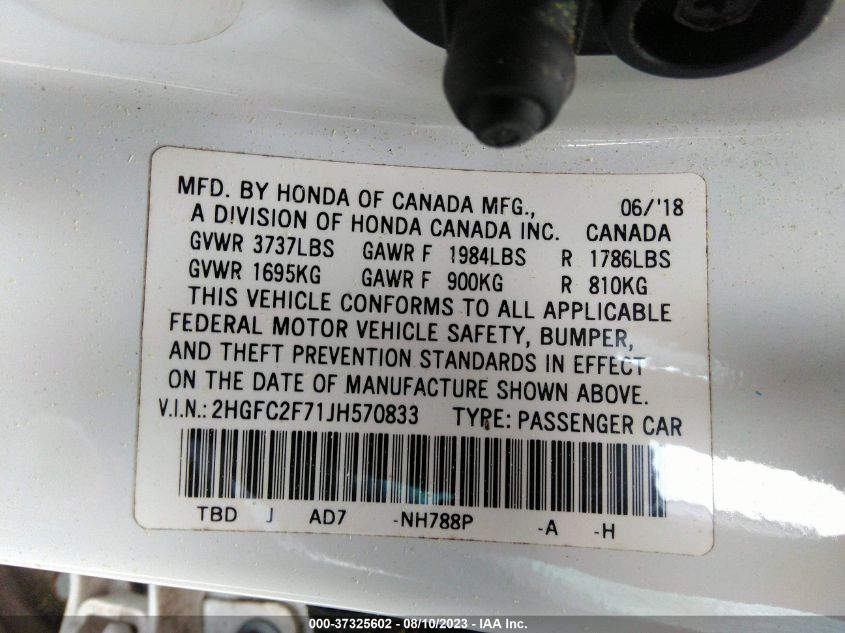 MFD. BY HONDA OF CANADA MFG., 06/'18
A DIVISION OF HONDA CANADA INC. CANADA
GVWR 3737LBS GAWR F 1984LBS R 1786LBS
GVWR 1695KG GAWR F 900KG R 810KG
THIS VEHICLE CONFORMS TO ALL APPLICABLE
FEDERAL MOTOR VEHICLE SAFETY, BUMPER,
AND THEFT PREVENTION STANDARDS IN EFFECT
ON THE DATE OF MANUFACTURE SHOWN ABOVE.
V.I.N.: 2HGFC2F71JH570833 TYPE: PASSENGER CAR
TBD J AD7 -NH788P -A -H
000-37325602 - 08/10/2023 - IAA Inc.